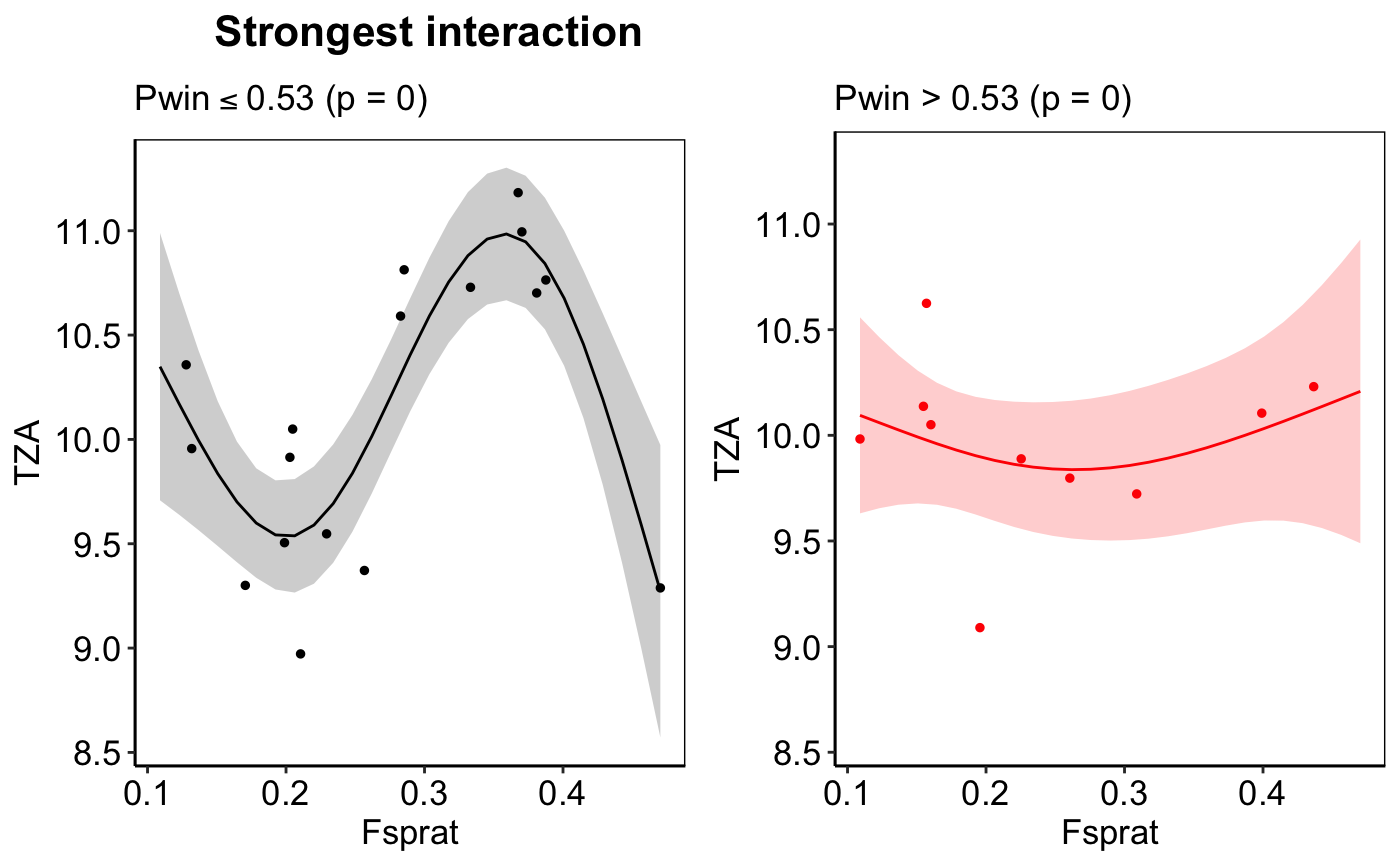 Strongest interaction
Pwin ≤ 0.53 (p = 0)
TZA
11.0
10.5
10.0
9.5
9.0
8.5
0.1 0.2 0.3 0.4
Fsprat
Pwin > 0.53 (p = 0)
TZA
11.0
10.5
10.0
9.5
9.0
8.5
0.1 0.2 0.3 0.4
Fsprat